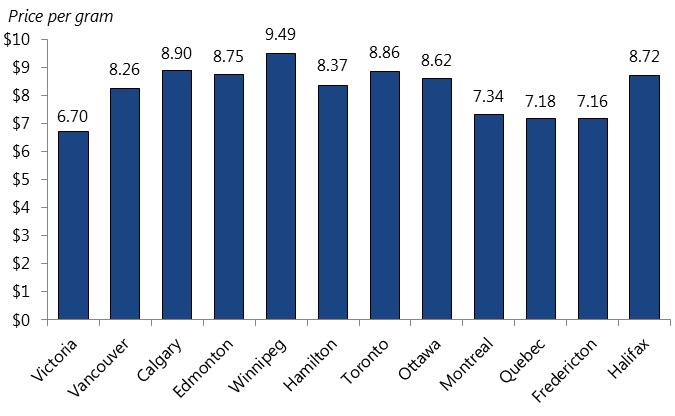 Price per gram
$10
$9
$8
$7
$6
$5
$4
$3
$2
$1
$0
6.70
8.26
8.90
8.75
9.49
8.37
8.86
8.62
7.34
7.18
7.16
8.72
Victoria
Vancouver
Calgary
Edmonton
Winnipeg
Hamilton
Toronto
Ottawa
Montreal
Quebec
Fredericton
Halifax